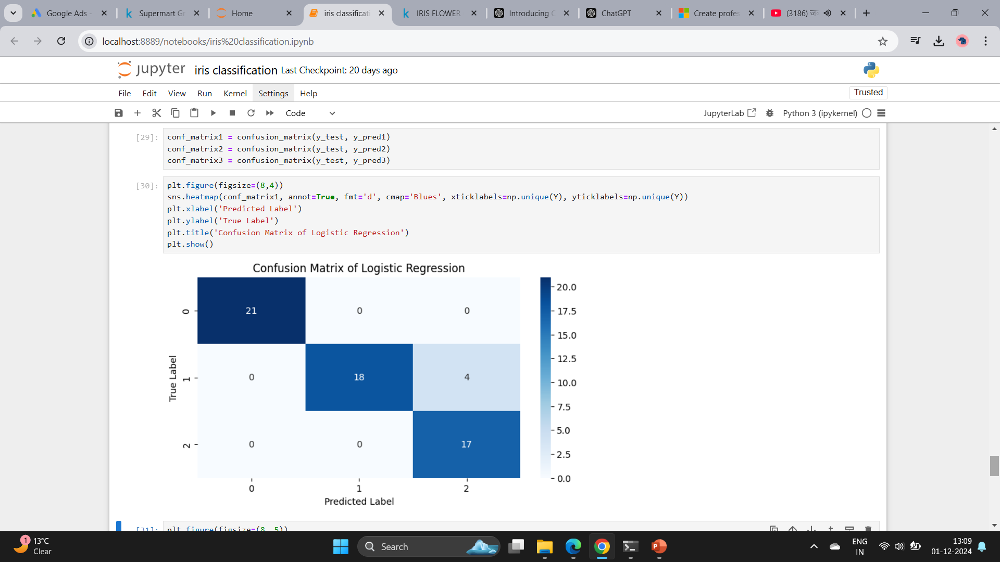 Google Ads -
Supermart Gr
Home
iris classificati
IRIS FLOWER
Introducing C
ChatGPT
Create profes
(3186) जब
localhost:8889/notebooks/iris%20classification.ipynb
jupyter iris classification Last Checkpoint: 20 days ago
File Edit View Run Kernel Settings Help
Trusted
Code
JupyterLab
Python 3 (ipykernel)
[29]:
conf_matrix1 = confusion_matrix(y_test, y_pred1)
conf_matrix2 = confusion_matrix(y_test, y_pred2)
conf_matrix3 = confusion_matrix(y_test, y_pred3)
[30]:
plt.figure(figsize=(8,4))
sns.heatmap(conf_matrix1, annot=True, fmt='d', cmap='Blues', xticklabels=np.unique(Y), yticklabels=np.unique(Y))
plt.xlabel('Predicted Label')
plt.ylabel('True Label')
plt.title('Confusion Matrix of Logistic Regression')
plt.show()
Confusion Matrix of Logistic Regression
True Label
0 21 0 0
1 0 18 4
2 0 0 17
0 1 2
Predicted Label
20.0
17.5
15.0
12.5
10.0
7.5
5.0
2.5
0.0
[31]:
plt.figure(figsize=(8, 5))
1
13°C
Clear
Search
ENG
IN
13:09
01-12-2024